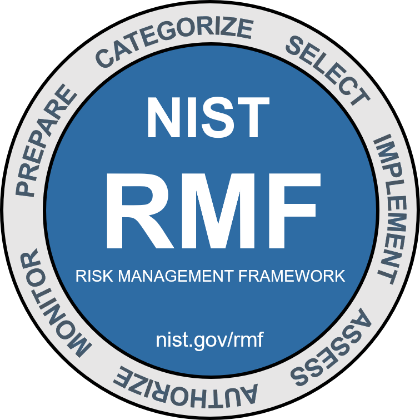 NIST
RMF
RISK MANAGEMENT FRAMEWORK
nist.gov/rmf
PREPARE
CATEGORIZE
SELECT
IMPLEMENT
ASSESS
AUTHORIZE
MONITOR